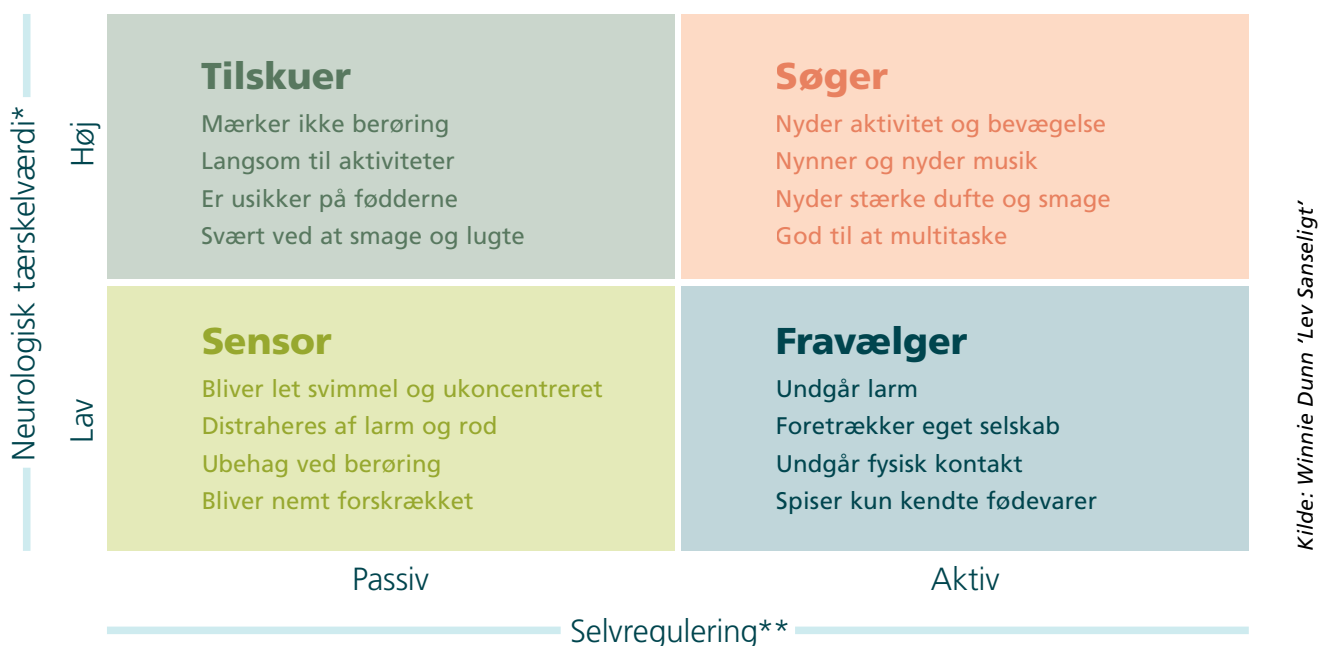 Neurologisk tærskelværdi*
Høj
Tilskuer
Mærker ikke berøring
Langsom til aktiviteter
Er usikker på fødderne
Svært ved at smage og lugte
Søger
Nyder aktivitet og bevægelse
Nynner og nyder musik
Nyder stærke dufte og smage
God til at multitaske
Lav
Sensor
Bliver let svimmel og ukoncentreret
Distraheres af larm og rod
Ubehag ved berøring
Bliver nemt forskrækket
Fravælger
Undgår larm
Foretrækker eget selskab
Undgår fysisk kontakt
Spiser kun kendte fødevarer
Passiv
Aktiv
Selvregulering**
Kilde: Winnie Dunn ‘Lev Sanseligt’